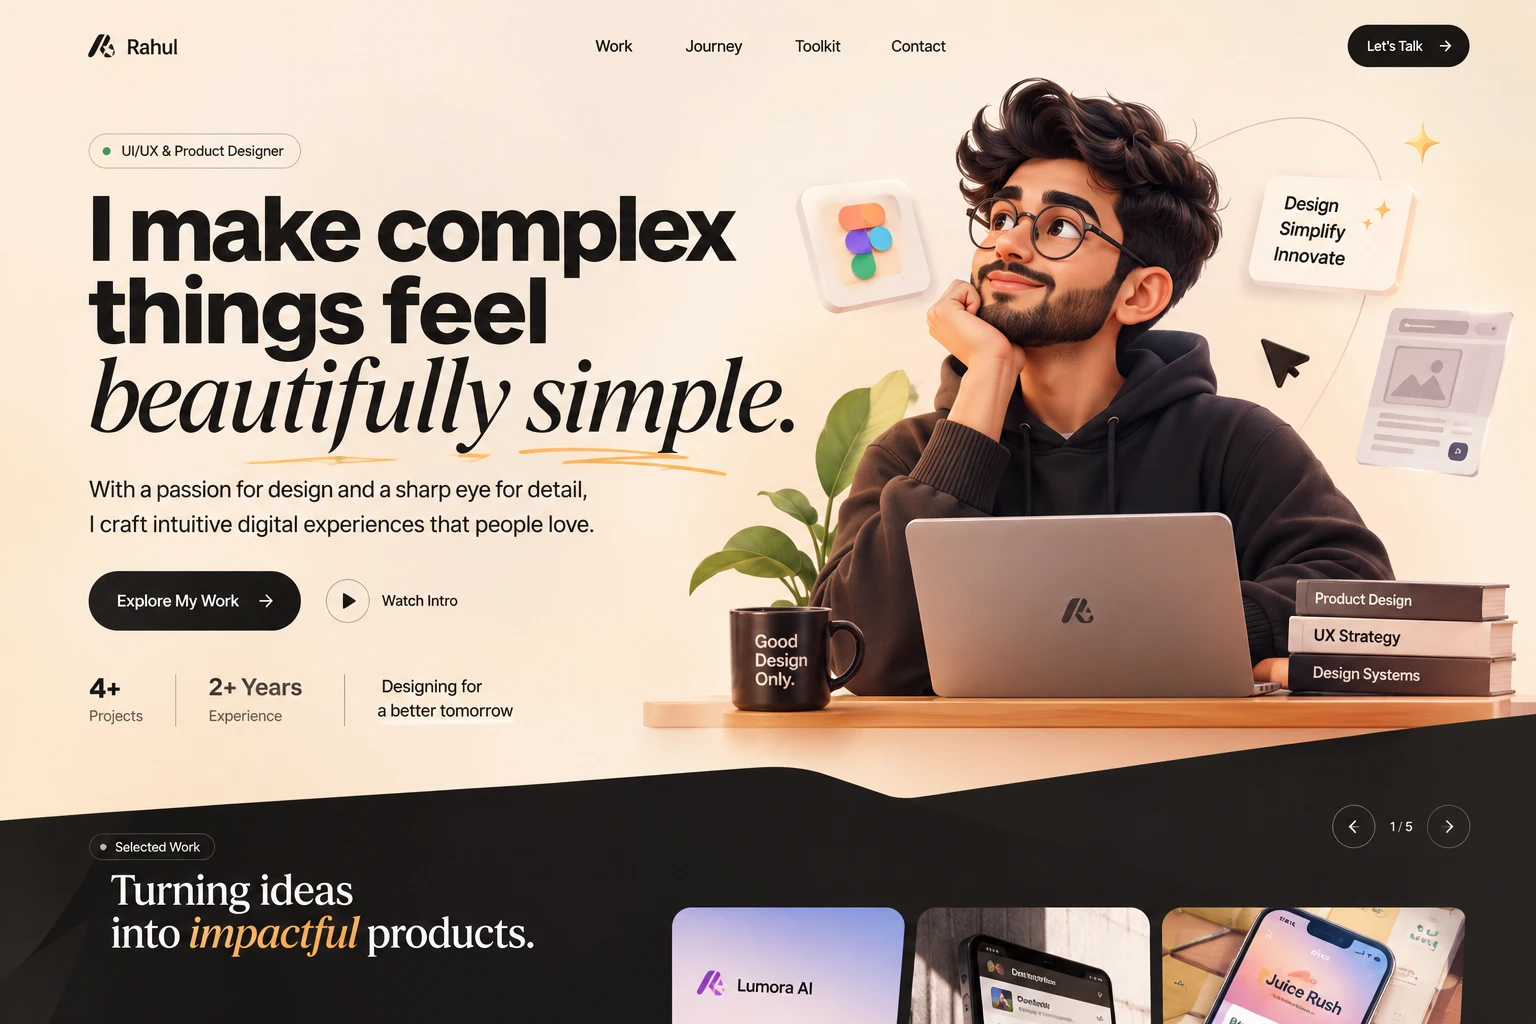 Rahul
Work
Journey
Toolkit
Contact
Let's Talk
UI/UX & Product Designer
I make complex
things feel
beautifully simple.
With a passion for design and a sharp eye for detail,
I craft intuitive digital experiences that people love.
Explore My Work
Watch Intro
4+
Projects
2+ Years
Experience
Designing for
a better tomorrow
Design
Simplify
Innovate
Good
Design
Only.
Product Design
UX Strategy
Design Systems
Selected Work
1 / 5
Turning ideas
into impactful products.
Lumora AI
Juice Rush